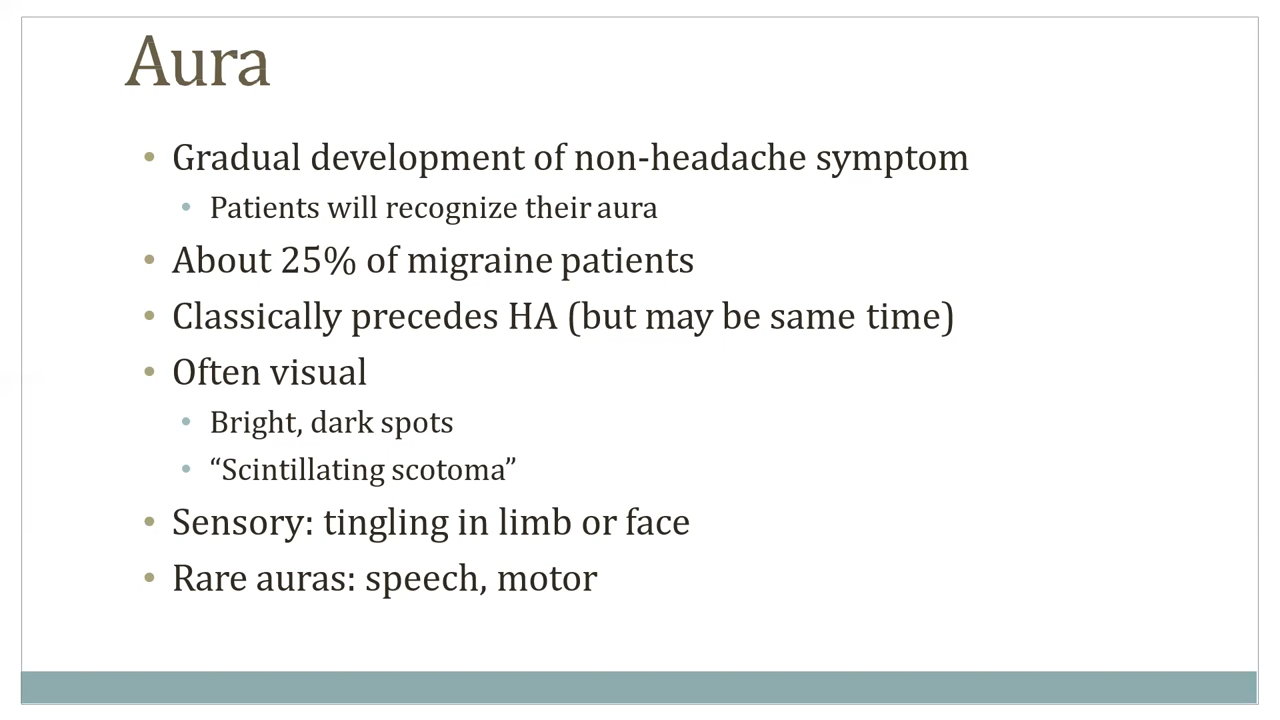 Aura
• Gradual development of non-headache symptom
• Patients will recognize their aura
• About 25% of migraine patients
• Classically precedes HA (but may be same time)
• Often visual
• Bright, dark spots
• “Scintillating scotoma”
• Sensory: tingling in limb or face
• Rare auras: speech, motor